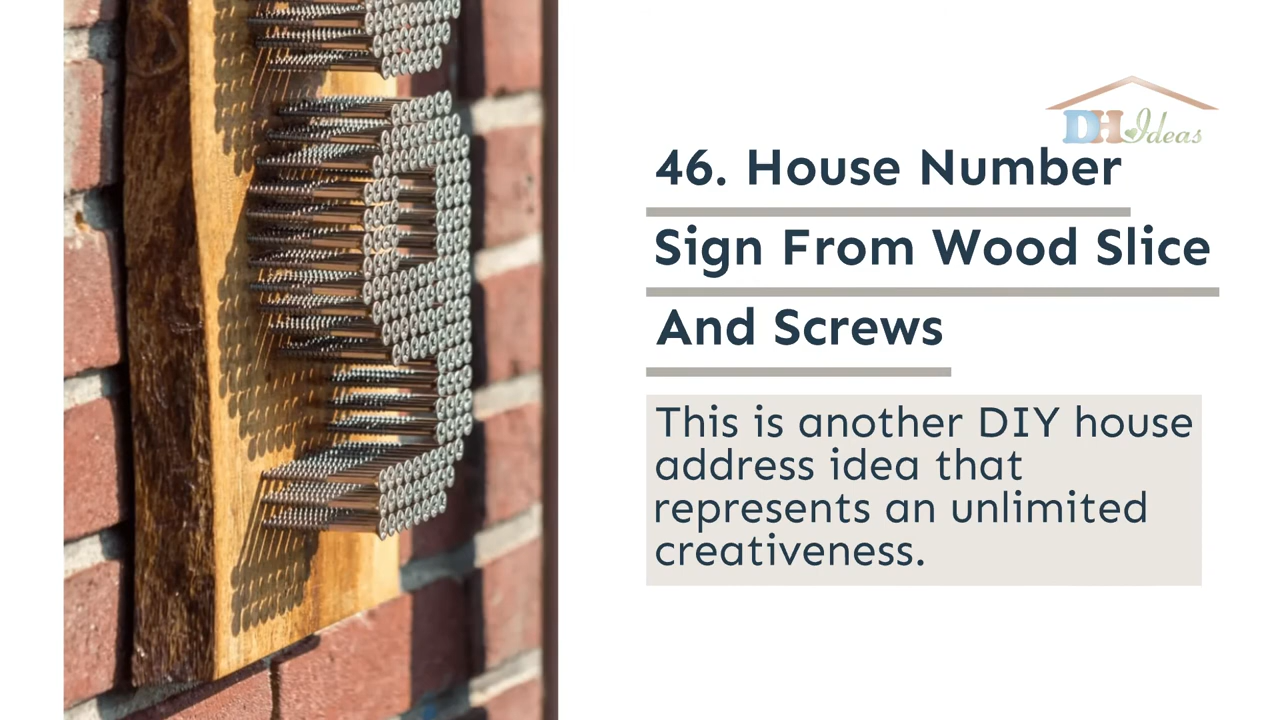 DH Ideas
46. House Number
Sign From Wood Slice
And Screws
This is another DIY house
address idea that
represents an unlimited
creativeness.